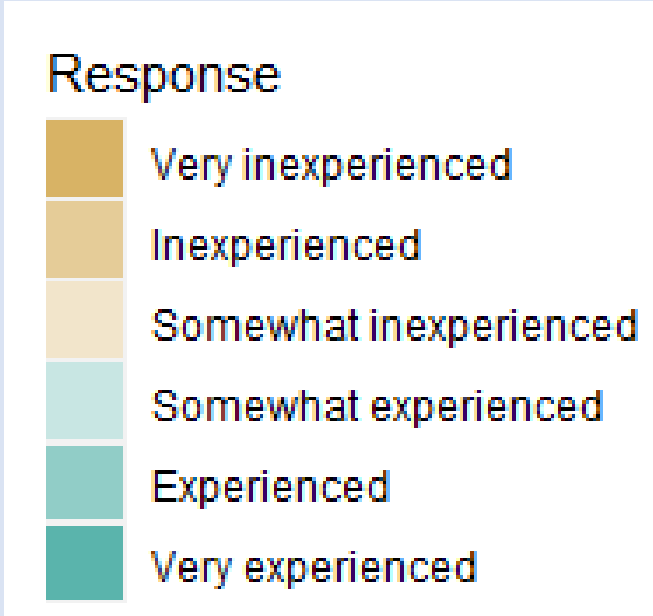 Response
Very inexperienced
Inexperienced
Somewhat inexperienced
Somewhat experienced
Experienced
Very experienced